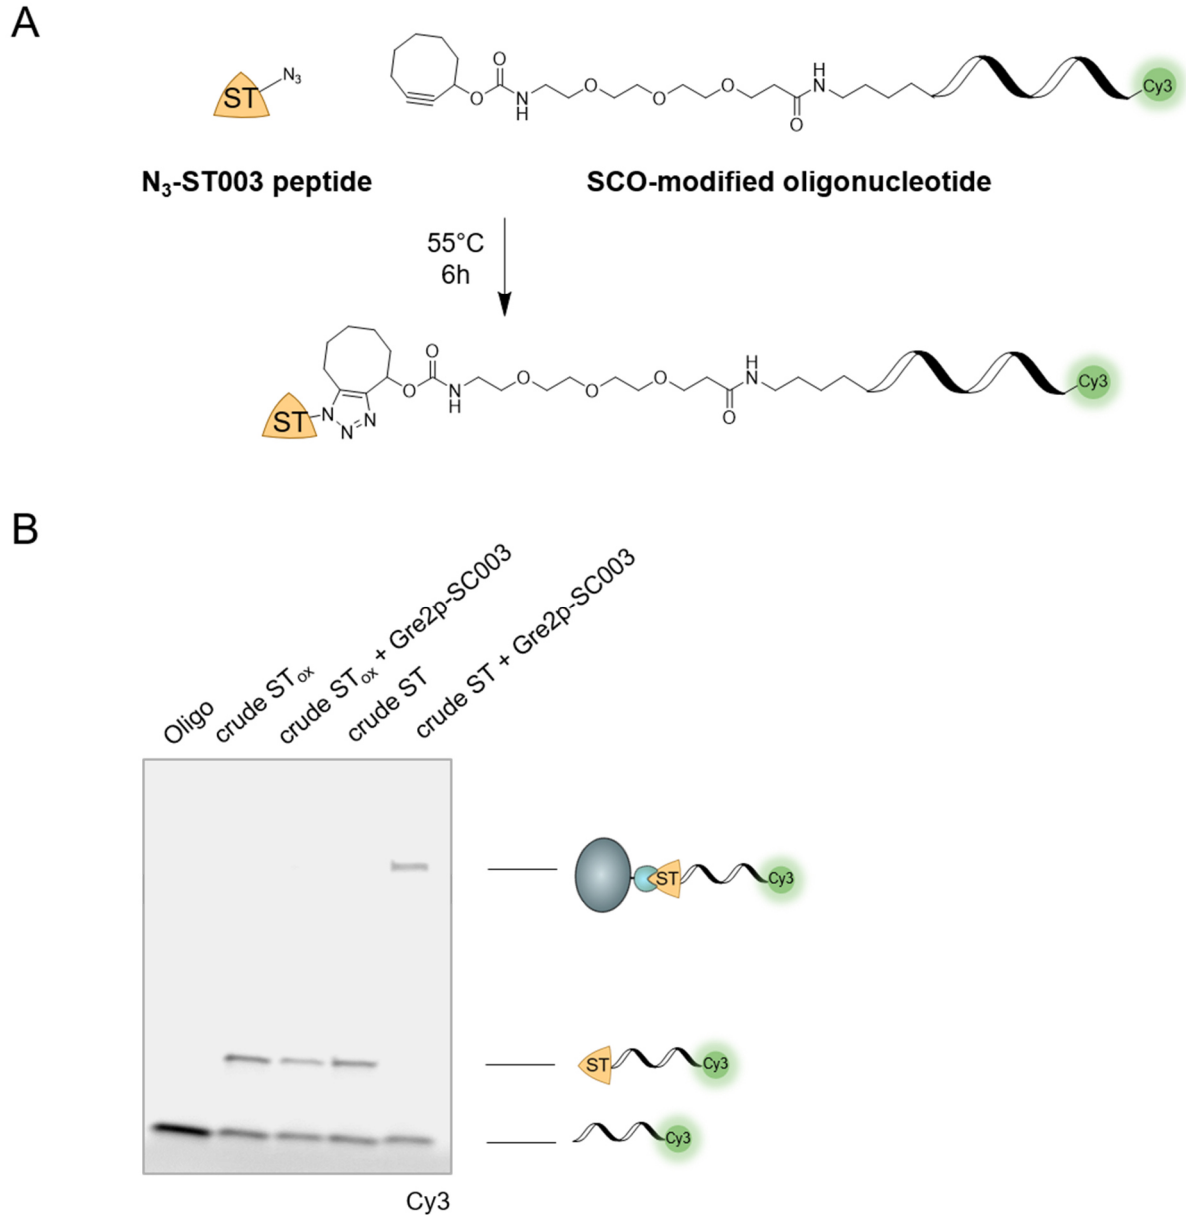 A
ST
N₃
O
O
N
H
O
O
O
O
H
N
Cy3
N₃-ST003 peptide
SCO-modified oligonucleotide
55°C
6h
O
O
N
H
O
O
O
O
H
N
Cy3
ST
N
N
N
B
Oligo
crude STₒₓ
crude STₒₓ + Gre2p-SC003
crude ST
crude ST + Gre2p-SC003
ST
Cy3
ST
Cy3
Cy3
Cy3